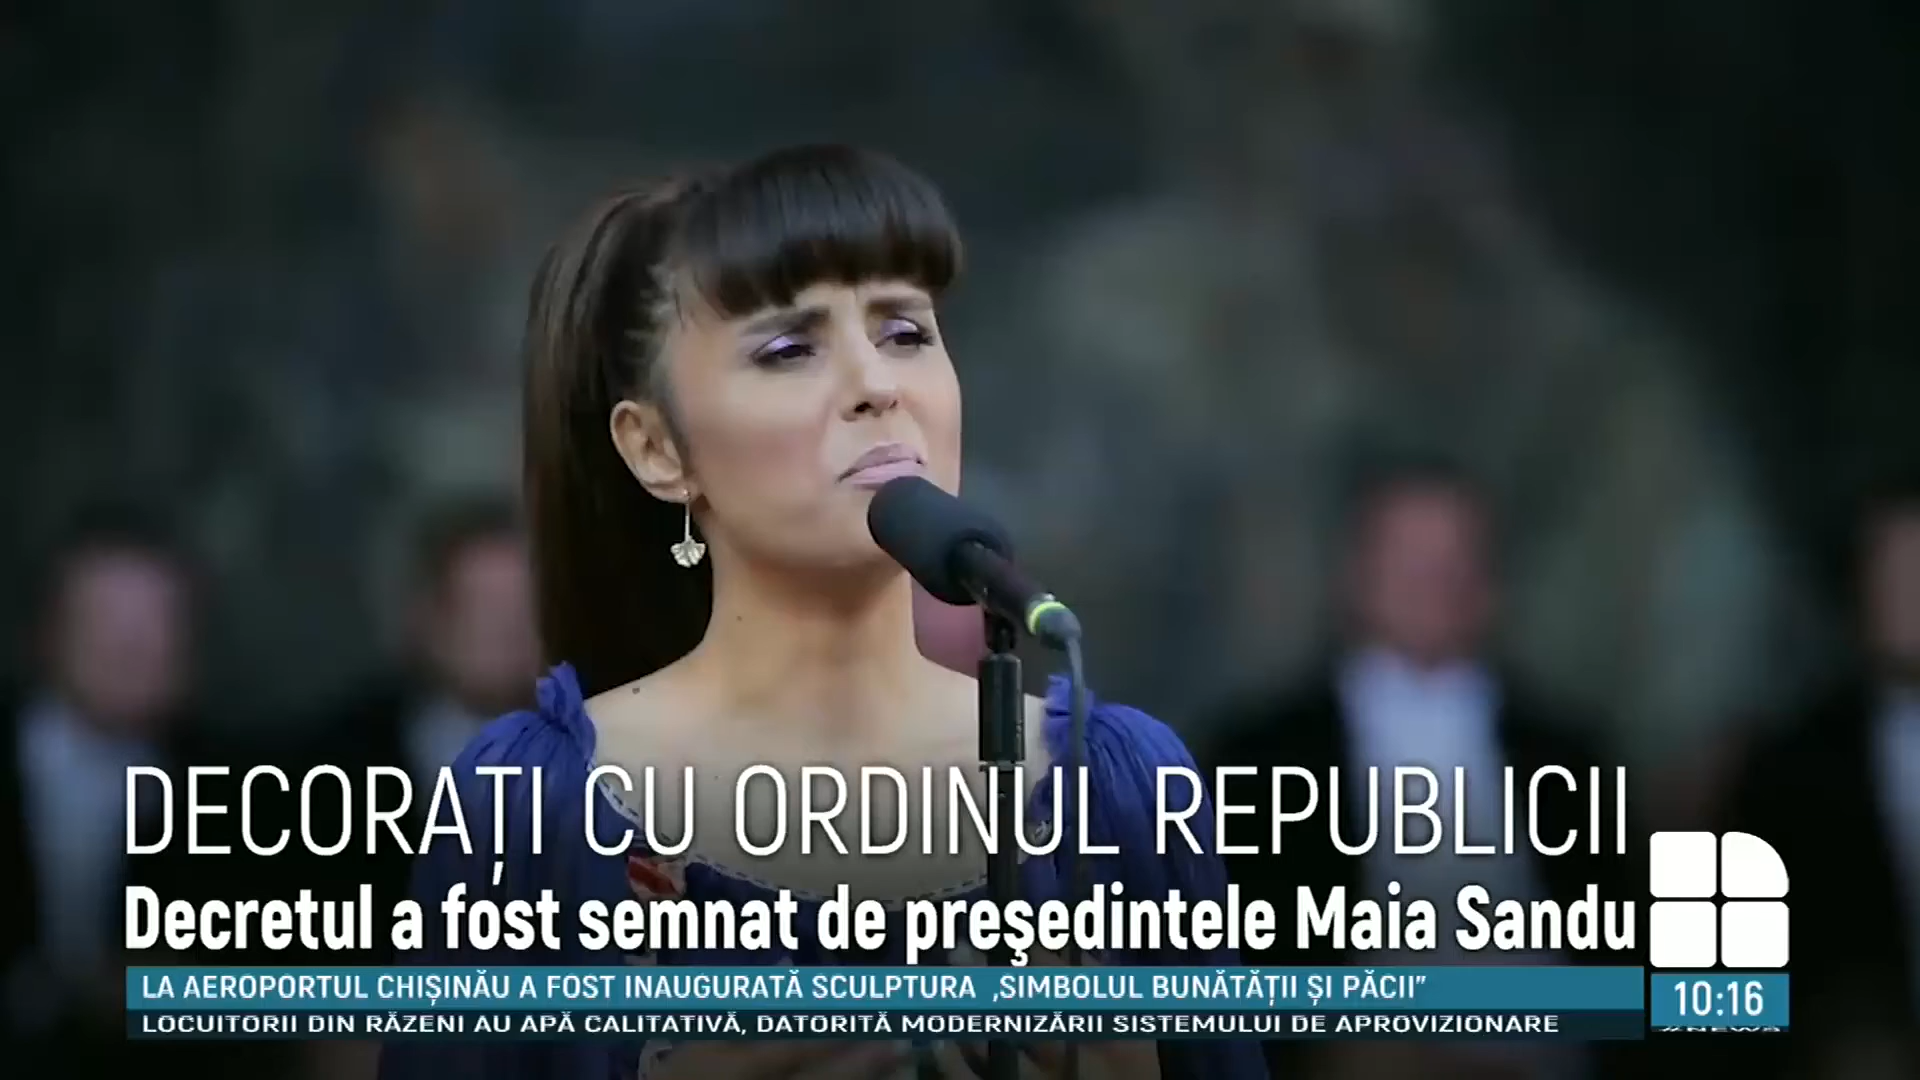 DECORAȚI CU ORDINUL REPUBLICII
Decretul a fost semnat de preşedintele Maia Sandu
LA AEROPORTUL CHIȘINĂU A FOST INAUGURATĂ SCULPTURA „SIMBOLUL BUNĂTĂȚII ȘI PĂCII”
10:16
LOCUITORII DIN RĂZENI AU APĂ CALITATIVĂ, DATORITĂ MODERNIZĂRII SISTEMULUI DE APROVIZIONARE